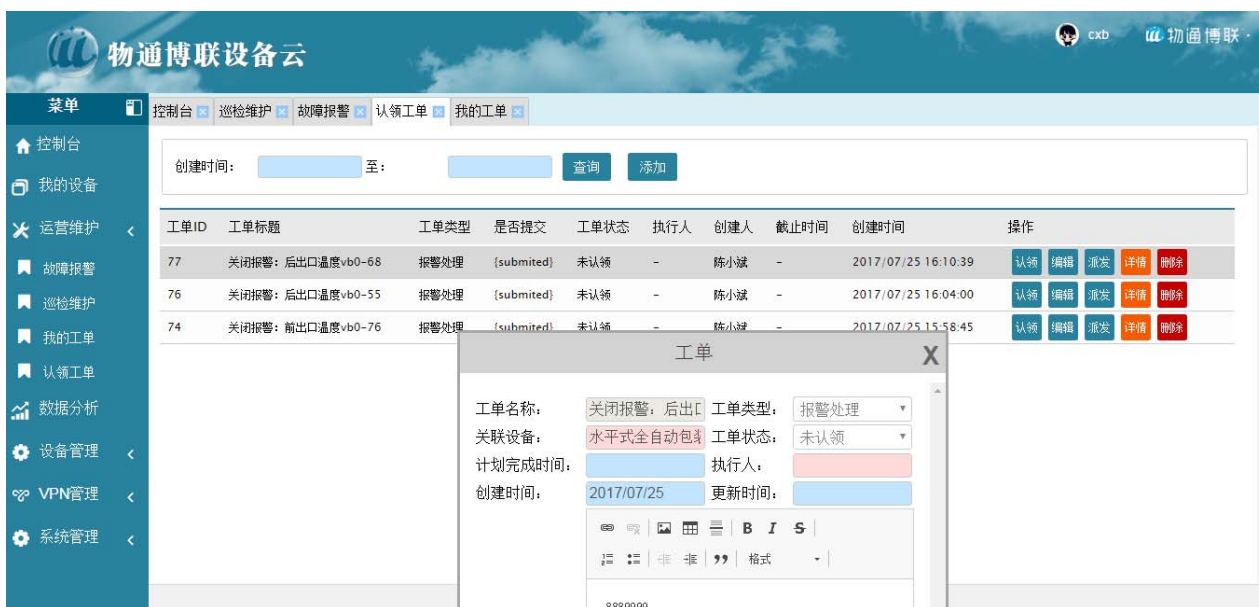 物通博联设备云
cxb
物通博联
菜单
控制台 巡检维护 故障报警 认领工单 我的工单
控制台
我的设备
运营维护
故障报警
巡检维护
我的工单
认领工单
数据分析
设备管理
VPN管理
系统管理
创建时间: 至: 查询 添加
工单ID 工单标题 工单类型 是否提交 工单状态 执行人 创建人 截止时间 创建时间 操作
77 关闭报警: 后出口温度vb0-68 报警处理 {submited} 未认领 - 陈小斌 - 2017/07/25 16:10:39 认领 编辑 派发 详情 删除
76 关闭报警: 后出口温度vb0-55 报警处理 {submited} 未认领 - 陈小斌 - 2017/07/25 16:04:00 认领 编辑 派发 详情 删除
74 关闭报警: 前出口温度vb0-76 报警处理 {submited} 未认领 - 陈小斌 - 2017/07/25 15:58:45 认领 编辑 派发 详情 删除
工单 X
工单名称: 关闭报警: 后出 工单类型: 报警处理
关联设备: 水平式全自动包 工单状态: 未认领
计划完成时间: 执行人:
创建时间: 2017/07/25 更新时间:
B I S
格式